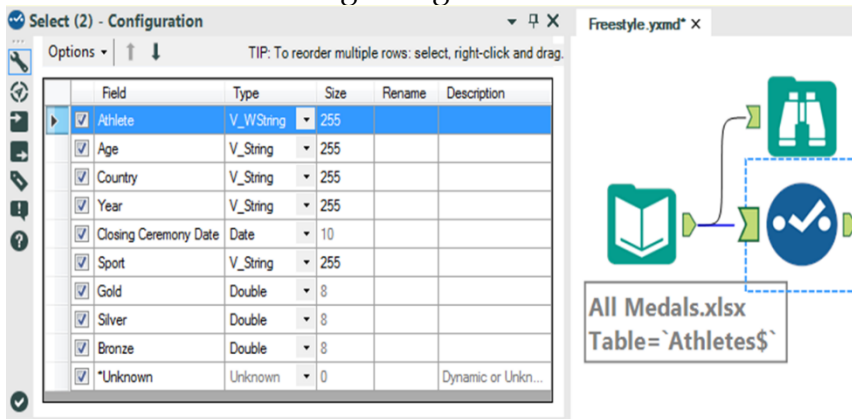 Select (2) - Configuration
Freestyle.yxmd* X
Options
TIP: To reorder multiple rows: select, right-click and drag.
Field Type Size Rename Description
Athlete V_WString 255
Age V_String 255
Country V_String 255
Year V_String 255
Closing Ceremony Date Date 10
Sport V_String 255
Gold Double 8
Silver Double 8
Bronze Double 8
*Unknown Unknown 0 Dynamic or Unkn...
All Medals.xlsx
Table=`Athletes$`